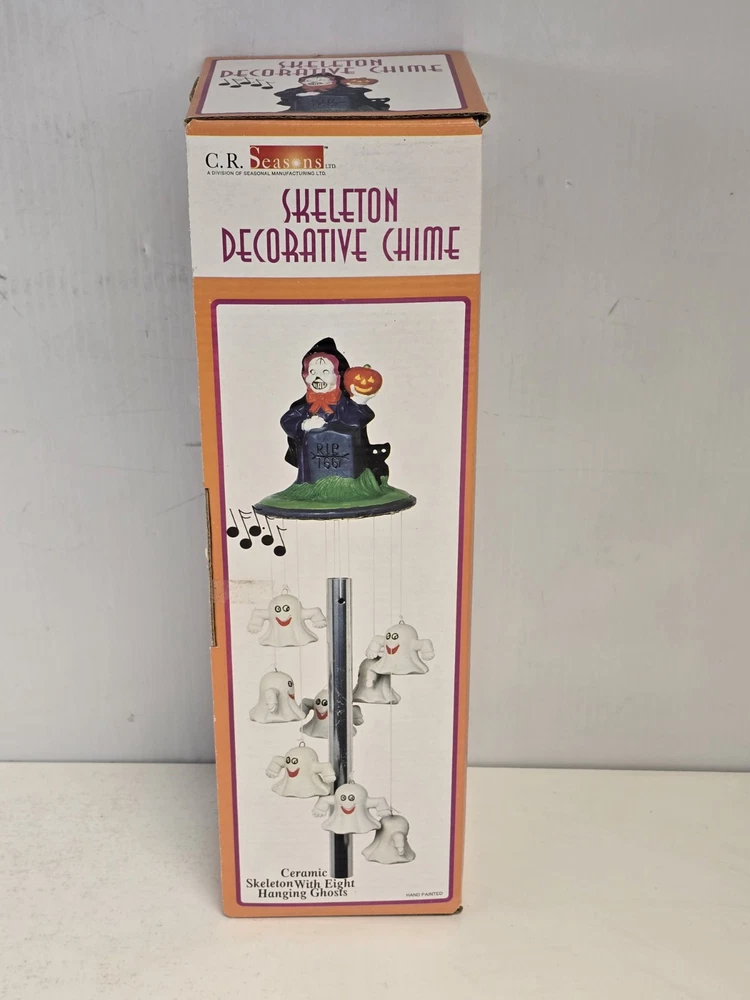 SKELETON
DECORATIVE CHIME
C.R. Seasons™ LTD.
A DIVISION OF SEASONAL MANUFACTURING LTD.
SKELETON
DECORATIVE CHIME
RIP
Ceramic
Skeleton With Eight
Hanging Ghosts
HAND PAINTED